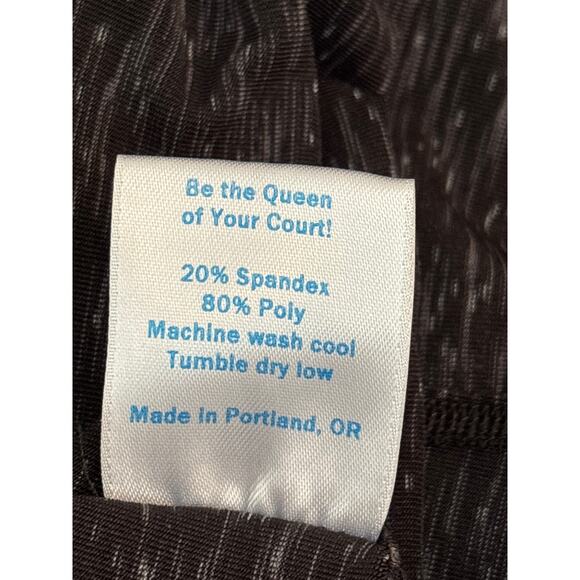 Be the Queen
of Your Court!
20% Spandex
80% Poly
Machine wash cool
Tumble dry low
Made in Portland, OR